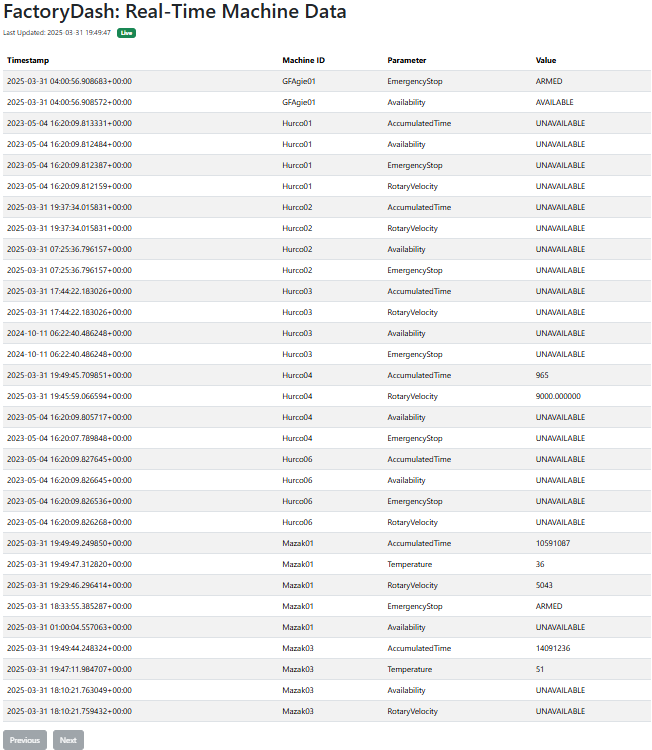 FactoryDash: Real-Time Machine Data
Last Updated: 2025-03-31 19:49:47 Live
Timestamp Machine ID Parameter Value
2025-03-31 04:00:56.908683+00:00 GFAgie01 EmergencyStop ARMED
2025-03-31 04:00:56.908572+00:00 GFAgie01 Availability AVAILABLE
2023-05-04 16:20:09.813331+00:00 Hurco01 AccumulatedTime UNAVAILABLE
2023-05-04 16:20:09.812484+00:00 Hurco01 Availability UNAVAILABLE
2023-05-04 16:20:09.812387+00:00 Hurco01 EmergencyStop UNAVAILABLE
2023-05-04 16:20:09.812159+00:00 Hurco01 RotaryVelocity UNAVAILABLE
2025-03-31 19:37:34.015831+00:00 Hurco02 AccumulatedTime UNAVAILABLE
2025-03-31 19:37:34.015831+00:00 Hurco02 RotaryVelocity UNAVAILABLE
2025-03-31 07:25:36.796157+00:00 Hurco02 Availability UNAVAILABLE
2025-03-31 07:25:36.796157+00:00 Hurco02 EmergencyStop UNAVAILABLE
2025-03-31 17:44:22.183026+00:00 Hurco03 AccumulatedTime UNAVAILABLE
2025-03-31 17:44:22.183026+00:00 Hurco03 RotaryVelocity UNAVAILABLE
2024-10-11 06:22:40.486248+00:00 Hurco03 Availability UNAVAILABLE
2024-10-11 06:22:40.486248+00:00 Hurco03 EmergencyStop UNAVAILABLE
2025-03-31 19:49:45.709851+00:00 Hurco04 AccumulatedTime 965
2025-03-31 19:45:59.066594+00:00 Hurco04 RotaryVelocity 9000.000000
2023-05-04 16:20:09.805717+00:00 Hurco04 Availability UNAVAILABLE
2023-05-04 16:20:07.789848+00:00 Hurco04 EmergencyStop UNAVAILABLE
2023-05-04 16:20:09.827645+00:00 Hurco06 AccumulatedTime UNAVAILABLE
2023-05-04 16:20:09.826645+00:00 Hurco06 Availability UNAVAILABLE
2023-05-04 16:20:09.826536+00:00 Hurco06 EmergencyStop UNAVAILABLE
2023-05-04 16:20:09.826268+00:00 Hurco06 RotaryVelocity UNAVAILABLE
2025-03-31 19:49:49.249850+00:00 Mazak01 AccumulatedTime 10591087
2025-03-31 19:49:47.312820+00:00 Mazak01 Temperature 36
2025-03-31 19:29:46.296414+00:00 Mazak01 RotaryVelocity 5043
2025-03-31 18:33:55.385287+00:00 Mazak01 EmergencyStop ARMED
2025-03-31 01:00:04.557063+00:00 Mazak01 Availability UNAVAILABLE
2025-03-31 19:49:44.248324+00:00 Mazak03 AccumulatedTime 14091236
2025-03-31 19:47:11.984707+00:00 Mazak03 Temperature 51
2025-03-31 18:10:21.763049+00:00 Mazak03 Availability UNAVAILABLE
2025-03-31 18:10:21.759432+00:00 Mazak03 RotaryVelocity UNAVAILABLE
Previous Next